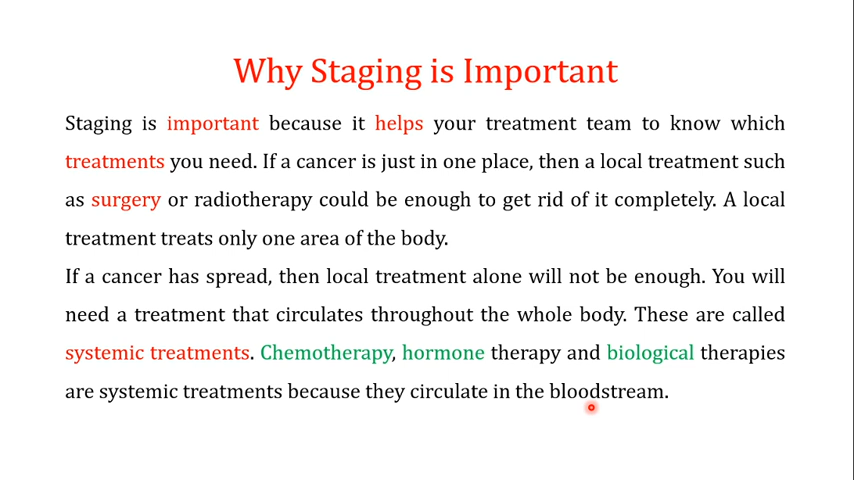 Why Staging is Important
Staging is important because it helps your treatment team to know which
treatments you need. If a cancer is just in one place, then a local treatment such
as surgery or radiotherapy could be enough to get rid of it completely. A local
treatment treats only one area of the body.
If a cancer has spread, then local treatment alone will not be enough. You will
need a treatment that circulates throughout the whole body. These are called
systemic treatments. Chemotherapy, hormone therapy and biological therapies
are systemic treatments because they circulate in the bloodstream.